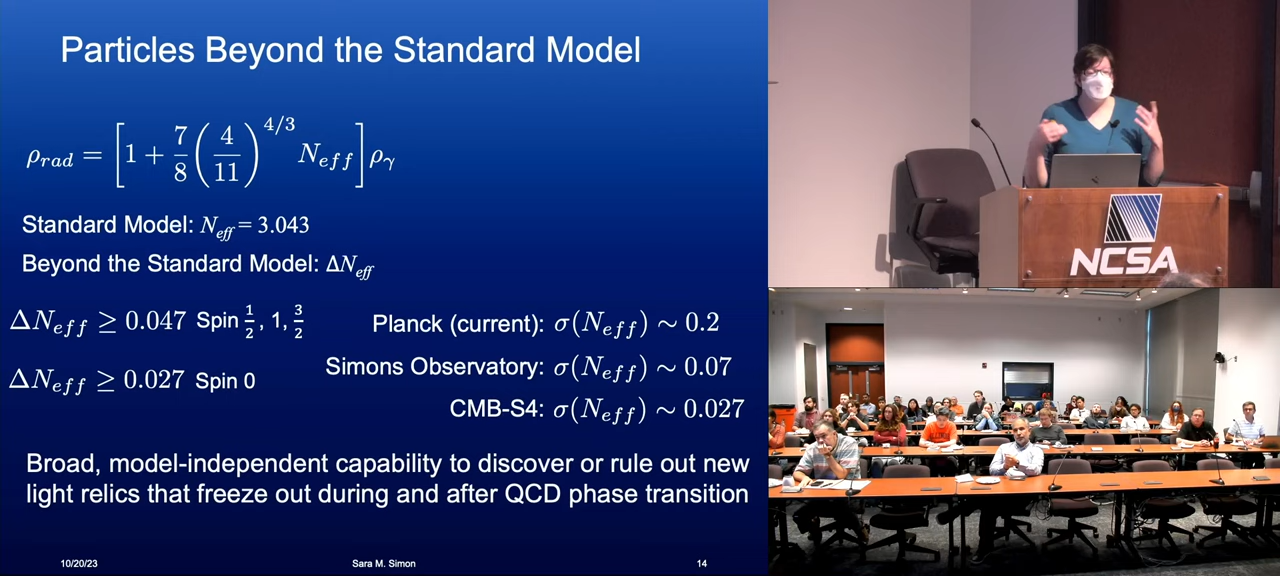 Particles Beyond the Standard Model
ρ_rad = [1 + 7/8 (4/11)^{4/3} N_eff] ρ_γ
Standard Model: N_eff = 3.043
Beyond the Standard Model: ΔN_eff
ΔN_eff ≥ 0.047 Spin 1/2, 1, 3/2
ΔN_eff ≥ 0.027 Spin 0
Planck (current): σ(N_eff) ∼ 0.2
Simons Observatory: σ(N_eff) ∼ 0.07
CMB-S4: σ(N_eff) ∼ 0.027
Broad, model-independent capability to discover or rule out new
light relics that freeze out during and after QCD phase transition
10/20/23
Sara M. Simon
14
NCSA